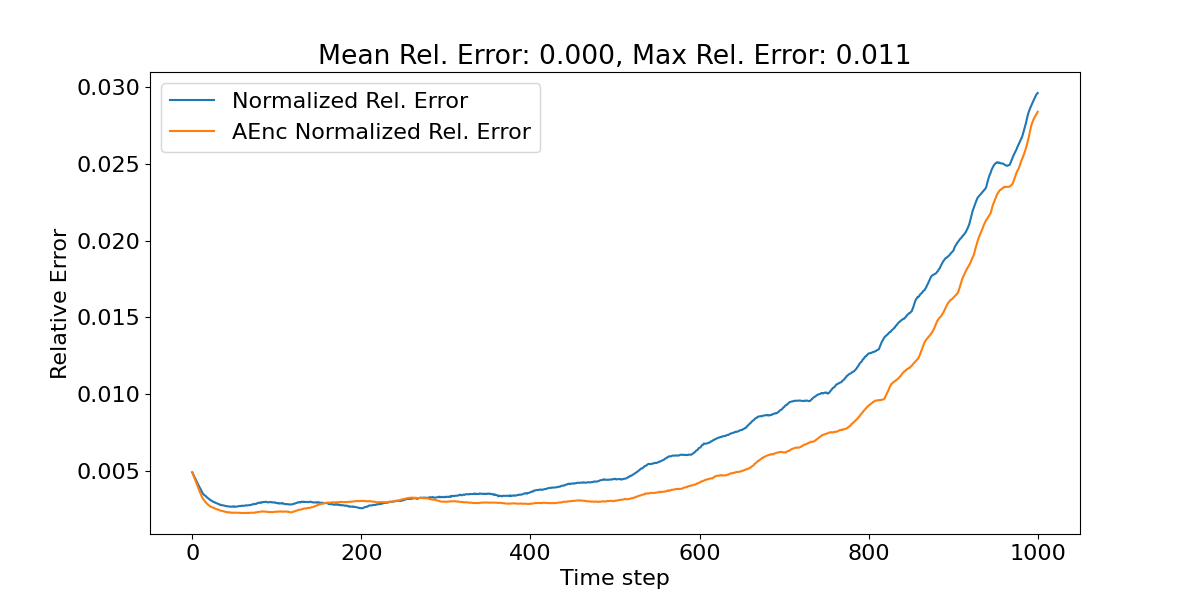 Mean Rel. Error: 0.000, Max Rel. Error: 0.011
0.030
0.025
0.020
0.015
0.010
0.005
Relative Error
Normalized Rel. Error
AEnc Normalized Rel. Error
0
200
400
600
800
1000
Time step